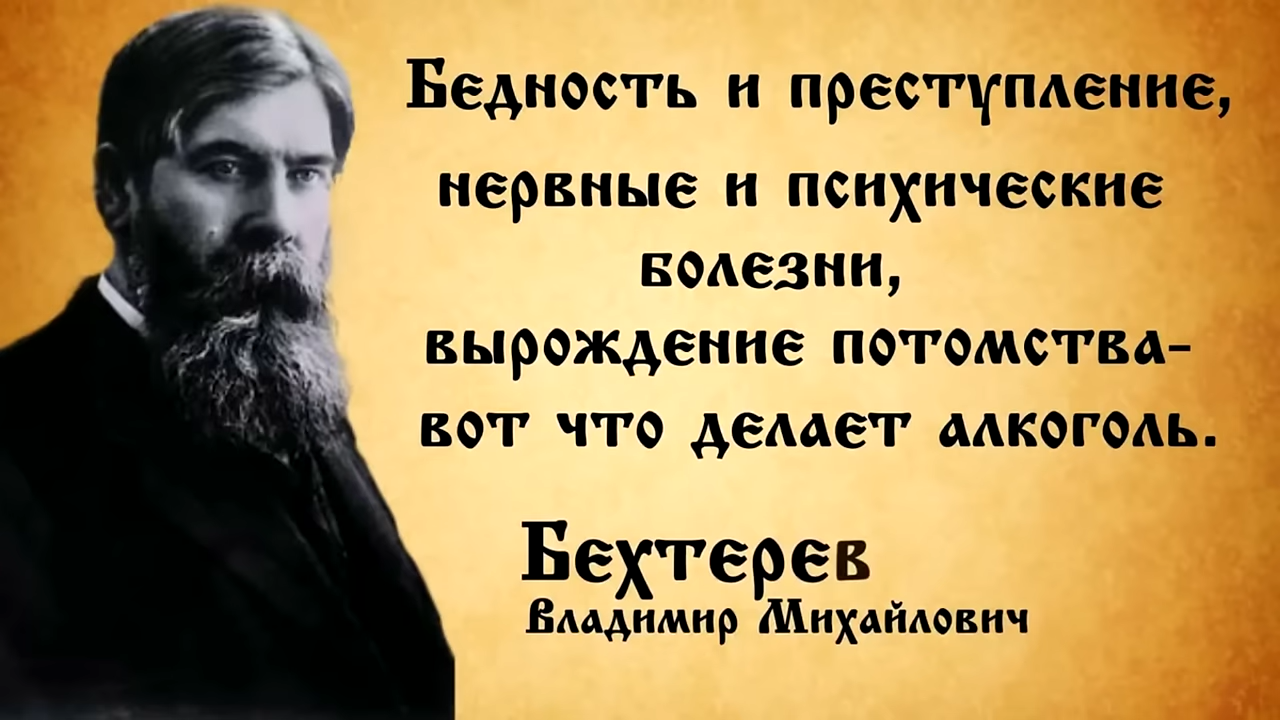 Бедность и преступление,
нервные и психические
болезни,
вырождение потомства-
вот что делает алкоголь.
Бехтерев
Владимир Михайлович